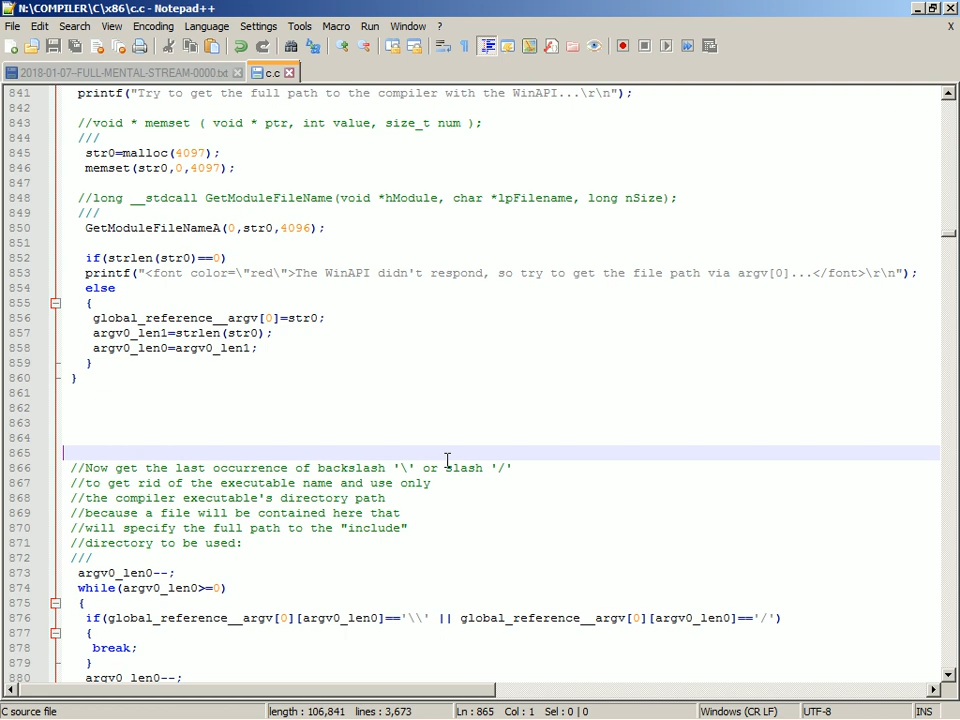 N:\COMPILER\C\x86\c.c - Notepad++
File Edit Search View Encoding Language Settings Tools Macro Run Window ? X
2018-01-07--FULL-MENTAL-STREAM-0000.txt c.c
841 printf("Try to get the full path to the compiler with the WinAPI...\r\n");
842
843 //void * memset ( void * ptr, int value, size_t num );
844 ///
845 str0=malloc(4097);
846 memset(str0,0,4097);
847
848 //long __stdcall GetModuleFileName(void *hModule, char *lpFilename, long nSize);
849 ///
850 GetModuleFileNameA(0,str0,4096);
851
852 if(strlen(str0)==0)
853 printf("<font color=\"red\">The WinAPI didn't respond, so try to get the file path via argv[0]...</font>\r\n");
854 else
855 {
856 global_reference__argv[0]=str0;
857 argv0_len1=strlen(str0);
858 argv0_len0=argv0_len1;
859 }
860 }
861
862
863
864
865
866 //Now get the last occurrence of backslash '\' or slash '/'
867 //to get rid of the executable name and use only
868 //the compiler executable's directory path
869 //because a file will be contained here that
870 //will specify the full path to the "include"
871 //directory to be used:
872 ///
873 argv0_len0--;
874 while(argv0_len0>=0)
875 {
876 if(global_reference__argv[0][argv0_len0]=='\\' || global_reference__argv[0][argv0_len0]=='/')
877 {
878 break;
879 }
880 argv0_len0--;
C source file length : 106,841 lines : 3,673 Ln : 865 Col : 1 Sel : 0 | 0 Windows (CR LF) UTF-8 INS